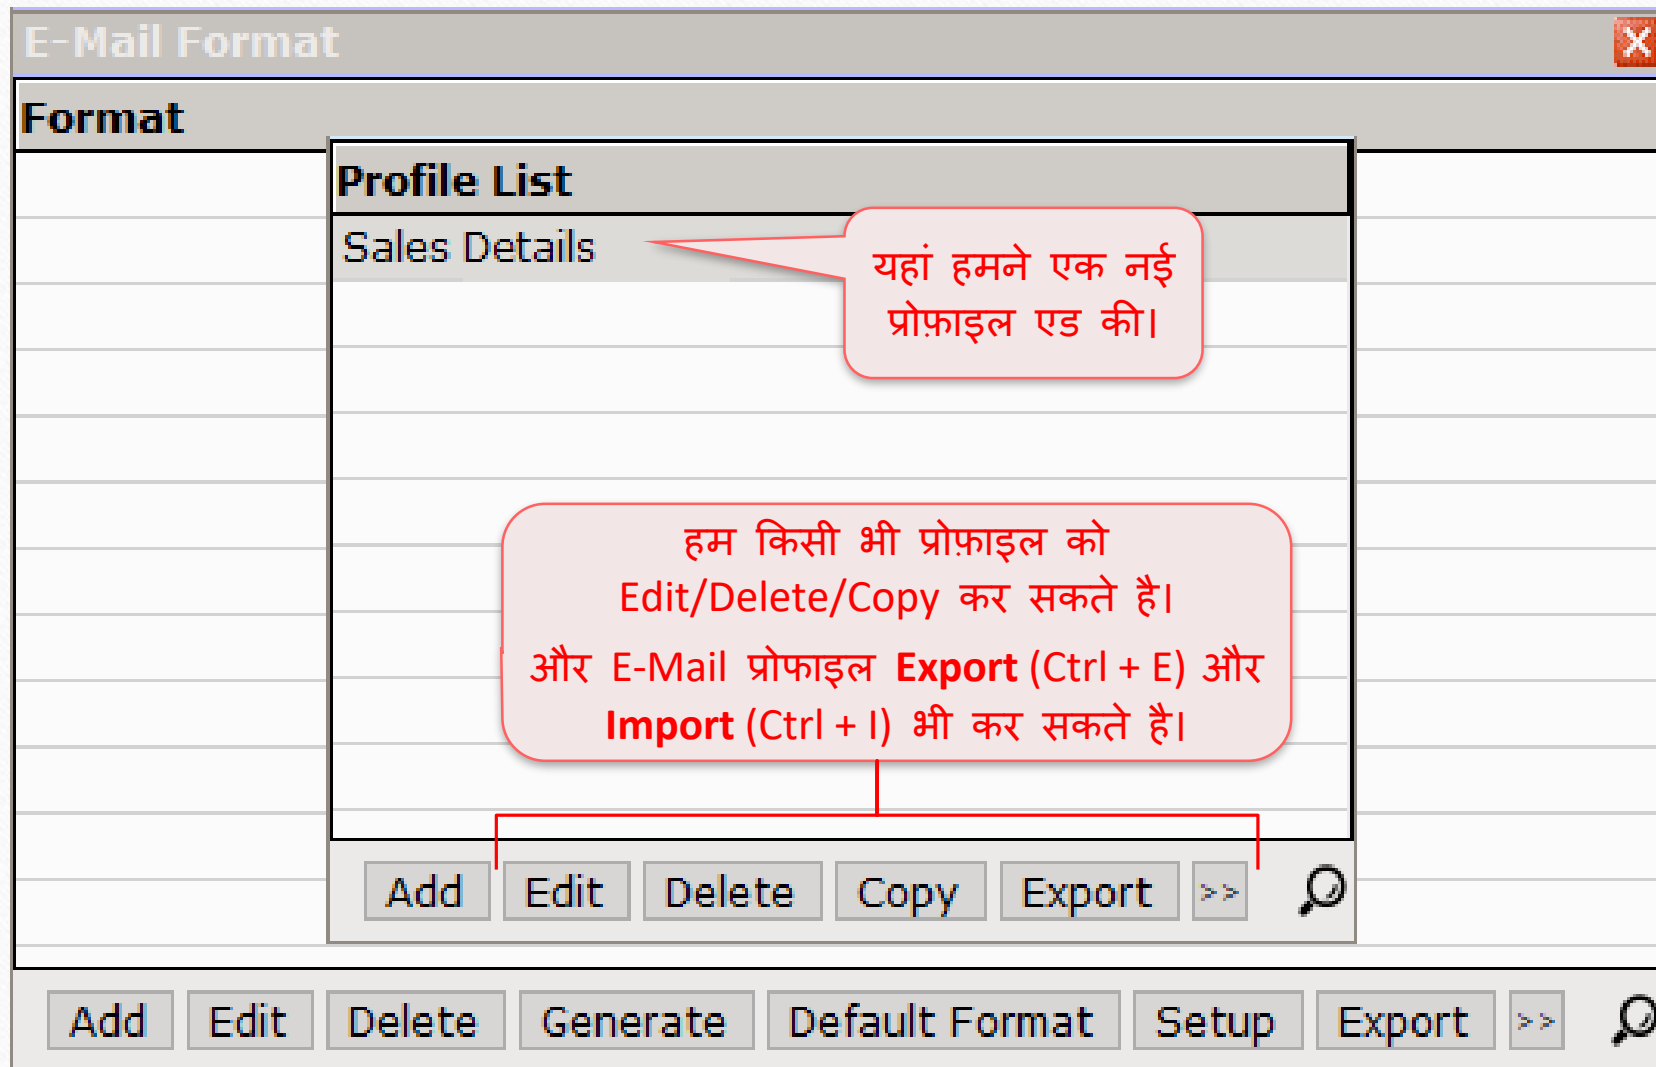 E-Mail Format
Format
Profile List
Sales Details
यहां हमने एक नई
प्रोफ़ाइल एड की।
हम किसी भी प्रोफ़ाइल को
Edit/Delete/Copy कर सकते है।
और E-Mail प्रोफाइल Export (Ctrl + E) और
Import (Ctrl + I) भी कर सकते है।
Add Edit Delete Copy Export >>
Add Edit Delete Generate Default Format Setup Export >>